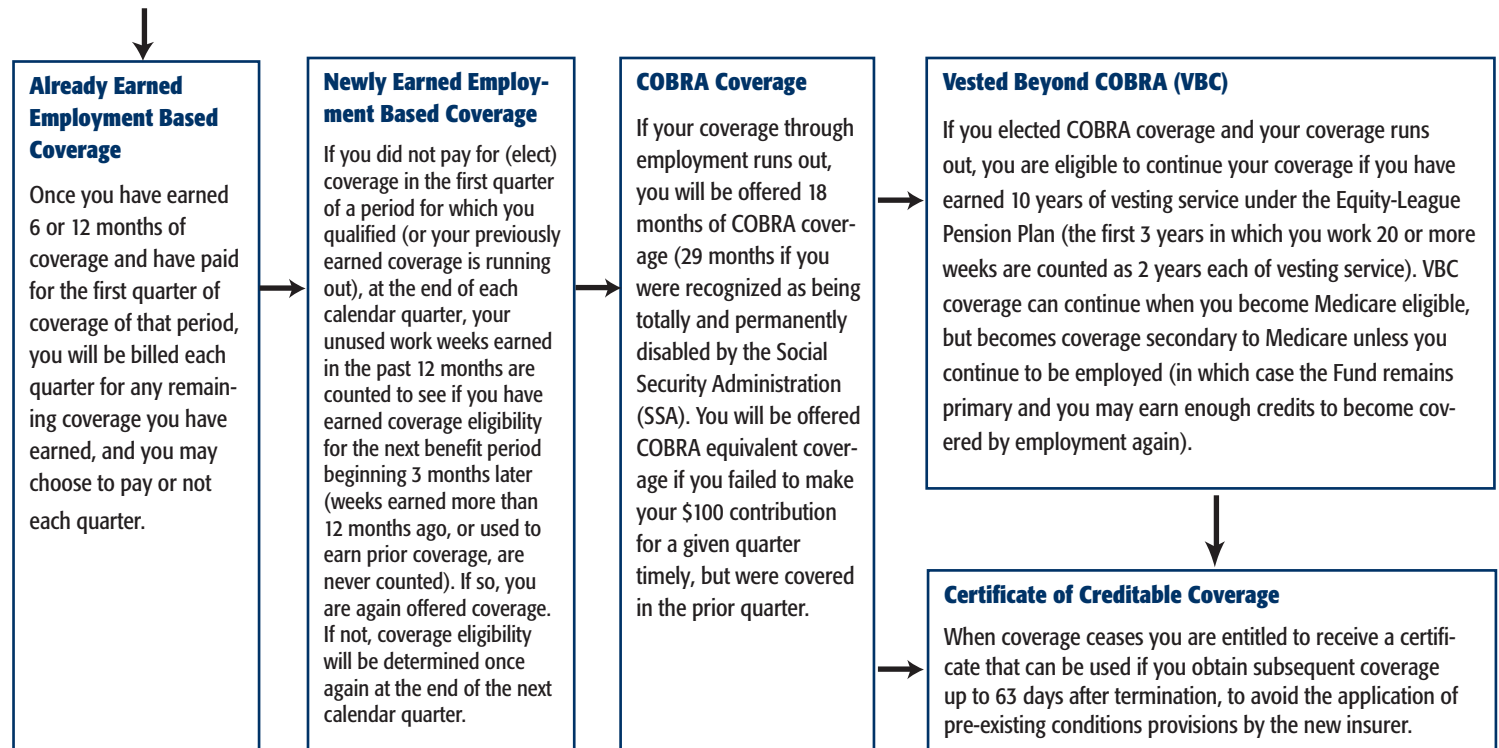 Already Earned
Employment Based
Coverage
Once you have earned
6 or 12 months of
coverage and have paid
for the first quarter of
coverage of that period,
you will be billed each
quarter for any remain-
ing coverage you have
earned, and you may
choose to pay or not
each quarter.
Newly Earned Employ-
ment Based Coverage
If you did not pay for (elect)
coverage in the first quarter
of a period for which you
qualified (or your previously
earned coverage is running
out), at the end of each
calendar quarter, your
unused work weeks earned
in the past 12 months are
counted to see if you have
earned coverage eligibility
for the next benefit period
beginning 3 months later
(weeks earned more than
12 months ago, or used to
earn prior coverage, are
never counted). If so, you
are again offered coverage.
If not, coverage eligibility
will be determined once
again at the end of the next
calendar quarter.
COBRA Coverage
If your coverage through
employment runs out,
you will be offered 18
months of COBRA cover-
age (29 months if you
were recognized as being
totally and permanently
disabled by the Social
Security Administration
(SSA). You will be offered
COBRA equivalent cover-
age if you failed to make
your $100 contribution
for a given quarter
timely, but were covered
in the prior quarter.
Vested Beyond COBRA (VBC)
If you elected COBRA coverage and your coverage runs
out, you are eligible to continue your coverage if you have
earned 10 years of vesting service under the Equity-League
Pension Plan (the first 3 years in which you work 20 or more
weeks are counted as 2 years each of vesting service). VBC
coverage can continue when you become Medicare eligible,
but becomes coverage secondary to Medicare unless you
continue to be employed (in which case the Fund remains
primary and you may earn enough credits to become cov-
ered by employment again).
Certificate of Creditable Coverage
When coverage ceases you are entitled to receive a certifi-
cate that can be used if you obtain subsequent coverage
up to 63 days after termination, to avoid the application of
pre-existing conditions provisions by the new insurer.